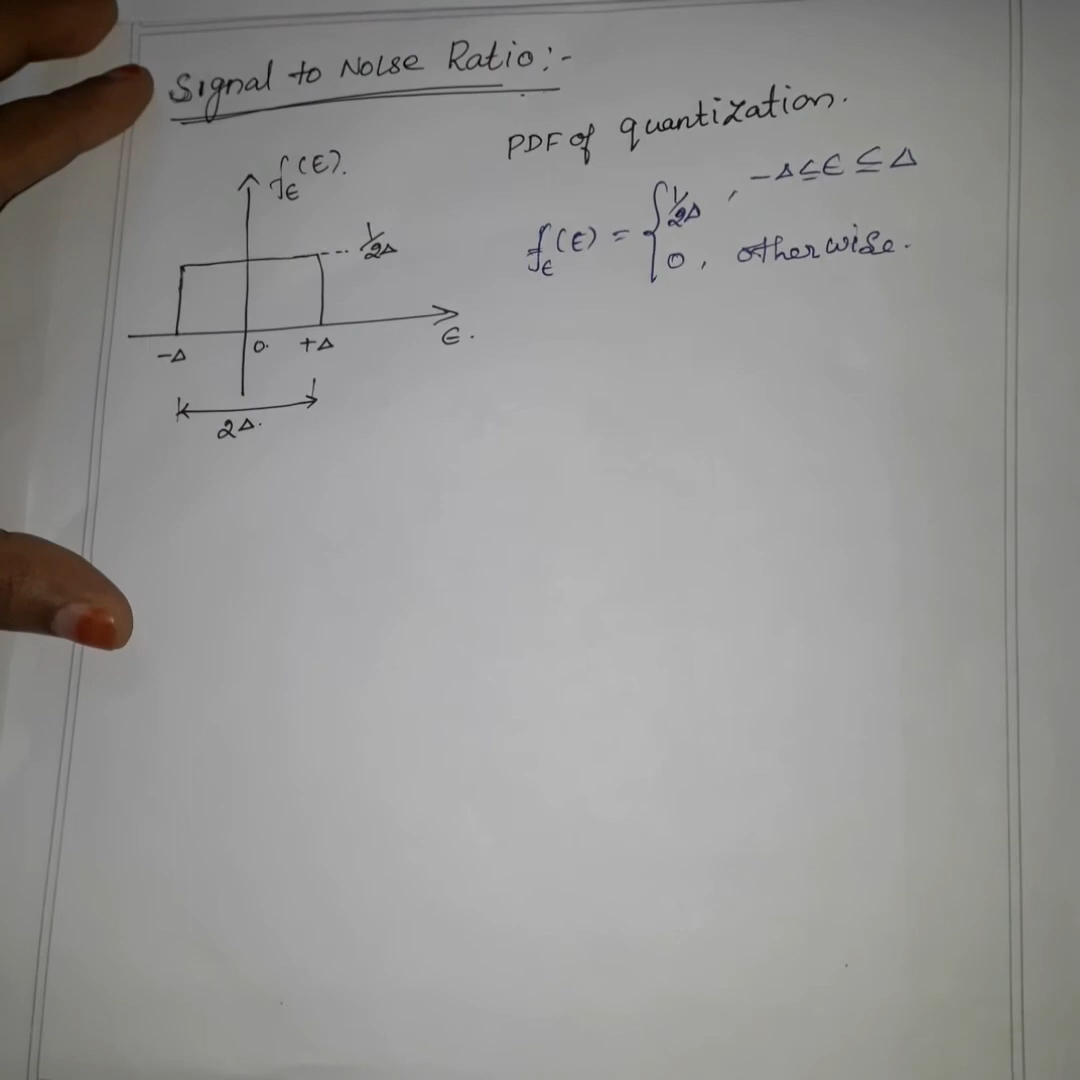 Signal to Noise Ratio:-
PDF of quantization.
f_ϵ(ϵ).
f_ϵ(ϵ) = { 1/2Δ , -Δ ≤ ϵ ≤ Δ
0, otherwise.
1/2Δ
-Δ 0. +Δ ϵ.
2Δ.